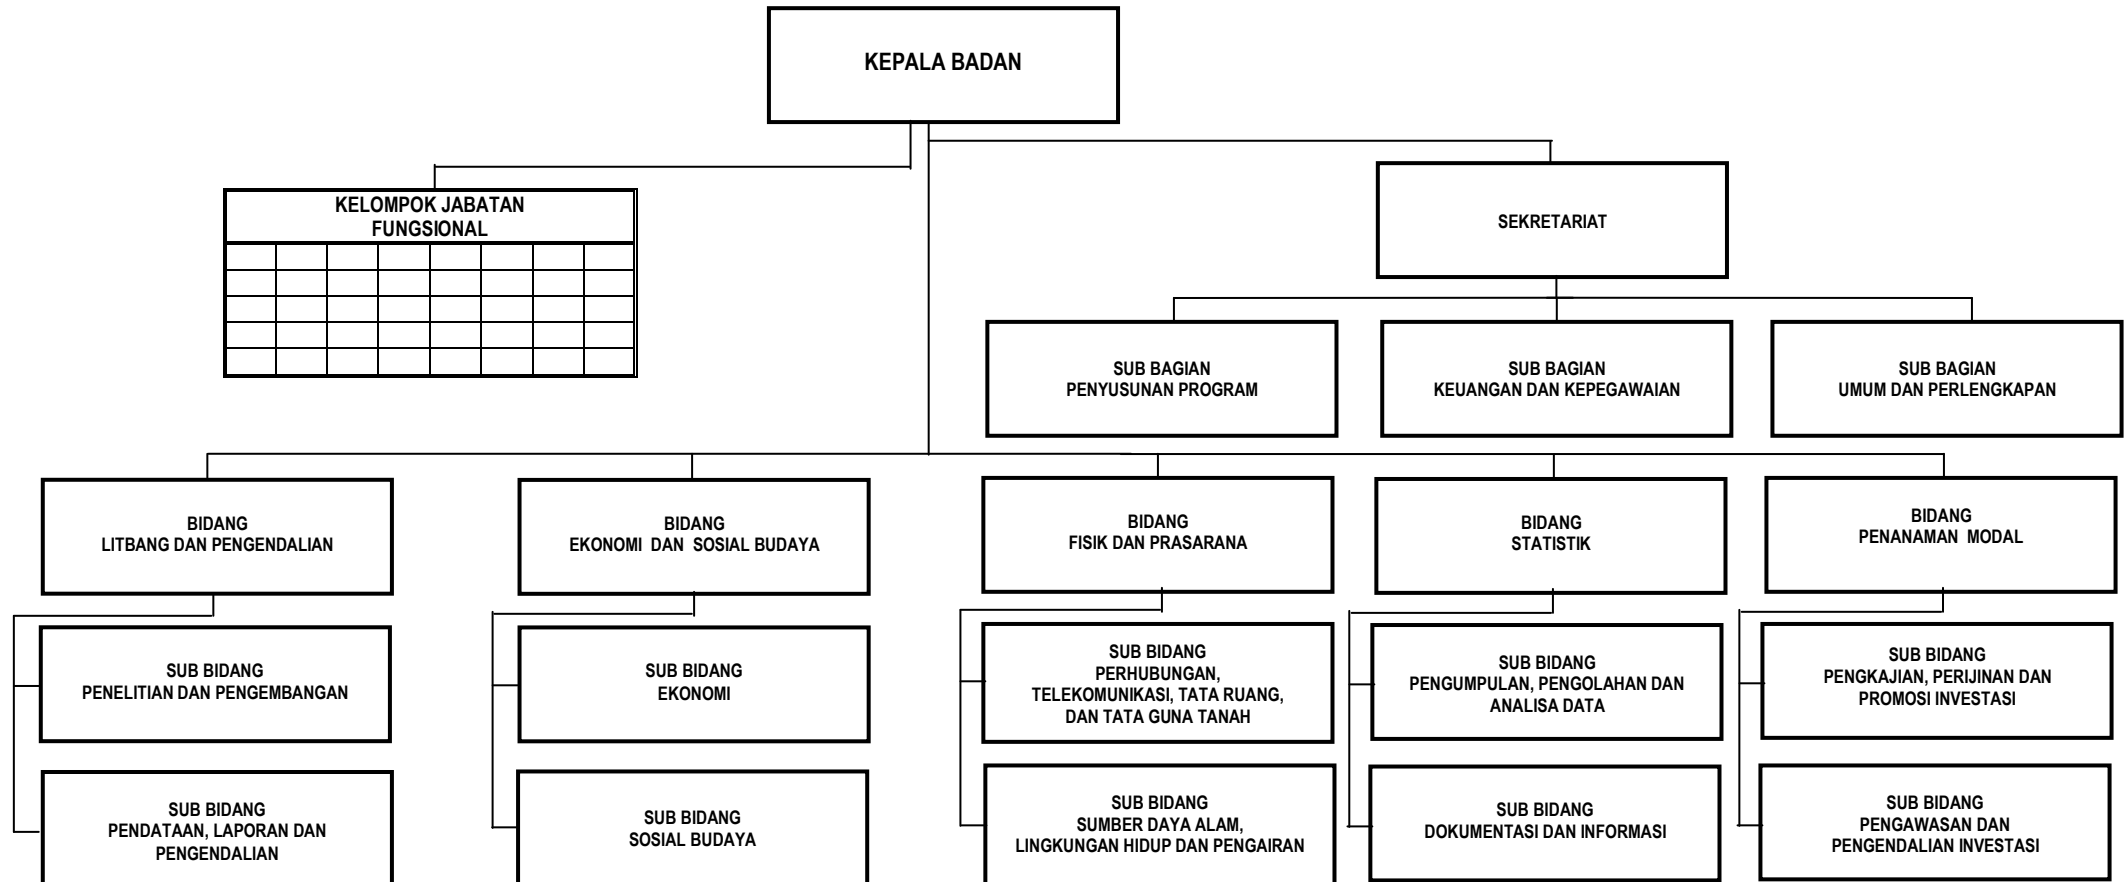 KEPALA BADAN
KELOMPOK JABATAN
FUNGSIONAL
SEKRETARIAT
SUB BAGIAN
PENYUSUNAN PROGRAM
SUB BAGIAN
KEUANGAN DAN KEPEGAWAIAN
SUB BAGIAN
UMUM DAN PERLENGKAPAN
BIDANG
LITBANG DAN PENGENDALIAN
BIDANG
EKONOMI DAN SOSIAL BUDAYA
BIDANG
FISIK DAN PRASARANA
BIDANG
STATISTIK
BIDANG
PENANAMAN MODAL
SUB BIDANG
PENELITIAN DAN PENGEMBANGAN
SUB BIDANG
EKONOMI
SUB BIDANG
PERHUBUNGAN,
TELEKOMUNIKASI, TATA RUANG,
DAN TATA GUNA TANAH
SUB BIDANG
PENGUMPULAN, PENGOLAHAN DAN
ANALISA DATA
SUB BIDANG
PENGKAJIAN, PERIJINAN DAN
PROMOSI INVESTASI
SUB BIDANG
PENDATAAN, LAPORAN DAN
PENGENDALIAN
SUB BIDANG
SOSIAL BUDAYA
SUB BIDANG
SUMBER DAYA ALAM,
LINGKUNGAN HIDUP DAN PENGAIRAN
SUB BIDANG
DOKUMENTASI DAN INFORMASI
SUB BIDANG
PENGAWASAN DAN
PENGENDALIAN INVESTASI